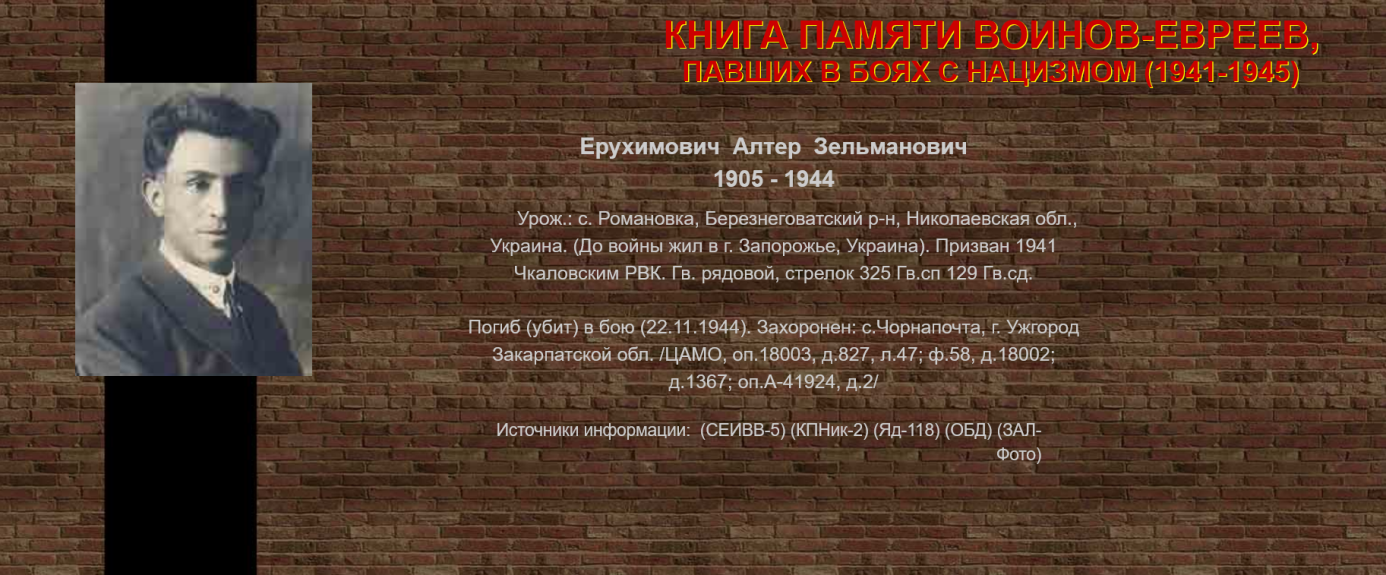 КНИГА ПАМЯТИ ВОИНОВ-ЕВРЕЕВ,
ПАВШИХ В БОЯХ С НАЦИЗМОМ (1941-1945)
Ерухимович Алтер Зельманович
1905 - 1944
Урож.: с. Романовка, Березнеговатский р-н, Николаевская обл.,
Украина. (До войны жил в г. Запорожье, Украина). Призван 1941
Чкаловским РВК. Гв. рядовой, стрелок 325 Гв.сп 129 Гв.сд.
Погиб (убит) в бою (22.11.1944). Захоронен: с.Чорнапочта, г. Ужгород
Закарпатской обл. /ЦАМО, оп.18003, д.827, л.47; ф.58, д.18002;
д.1367; оп.А-41924, д.2/
Источники информации: (СЕИВВ-5) (КПНик-2) (Яд-118) (ОБД) (ЗАЛ-
Фото)